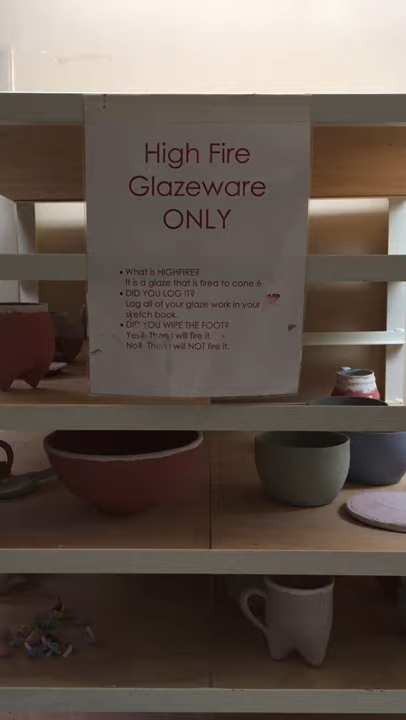 High Fire
Glazeware
ONLY
• What is HIGHFIRE?
It is a glaze that is fired to cone 6.
• DID YOU LOG IT?
Log all of your glaze work in your
sketch book.
• DID YOU WIPE THE FOOT?
Yes? Then I will fire it.
No? Then I will NOT fire it.